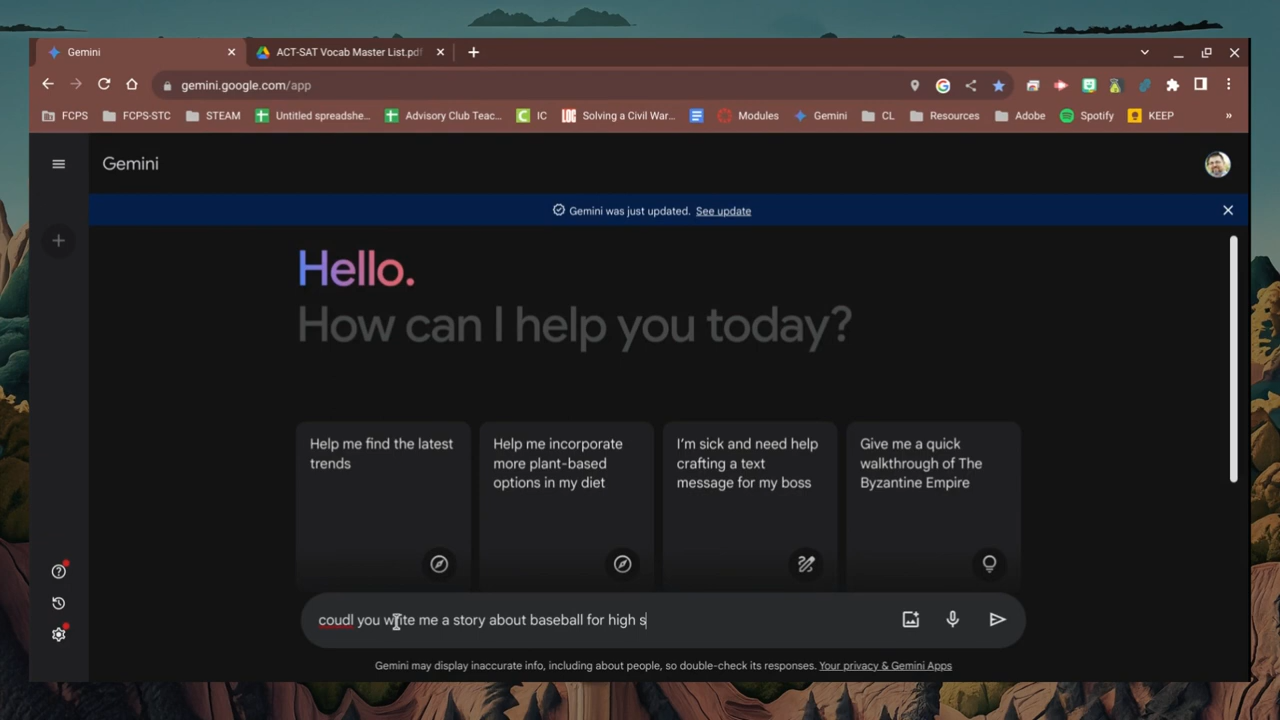 Gemini
ACT-SAT Vocab Master List.pdf
gemini.google.com/app
FCPS FCPS-STC STEAM Untitled spreadshe... Advisory Club Teac... IC Solving a Civil War... Modules Gemini CL Resources Adobe Spotify KEEP »
Gemini
Gemini was just updated. See update
Hello.
How can I help you today?
Help me find the latest
trends
Help me incorporate
more plant-based
options in my diet
I'm sick and need help
crafting a text
message for my boss
Give me a quick
walkthrough of The
Byzantine Empire
coudl you write me a story about baseball for high s
Gemini may display inaccurate info, including about people, so double-check its responses. Your privacy & Gemini Apps